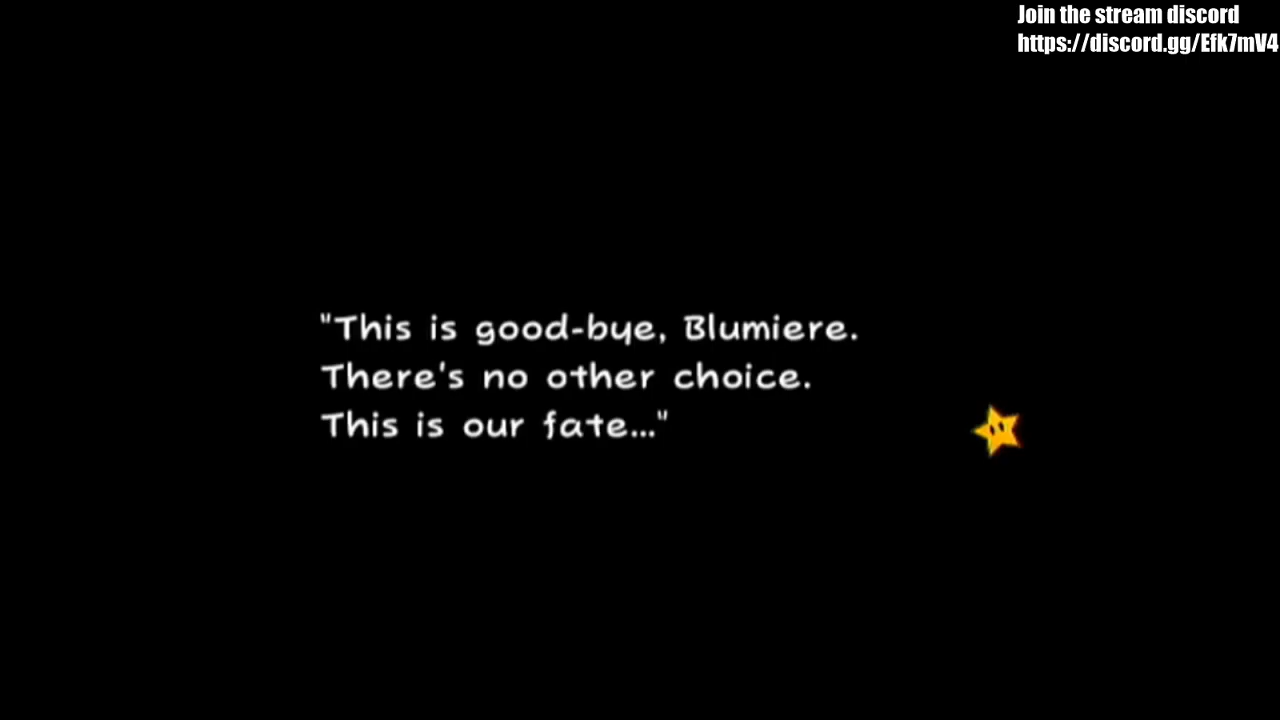 Join the stream discord
https://discord.gg/Efk7mV4
"This is good-bye, Blumiere.
There's no other choice.
This is our fate..."